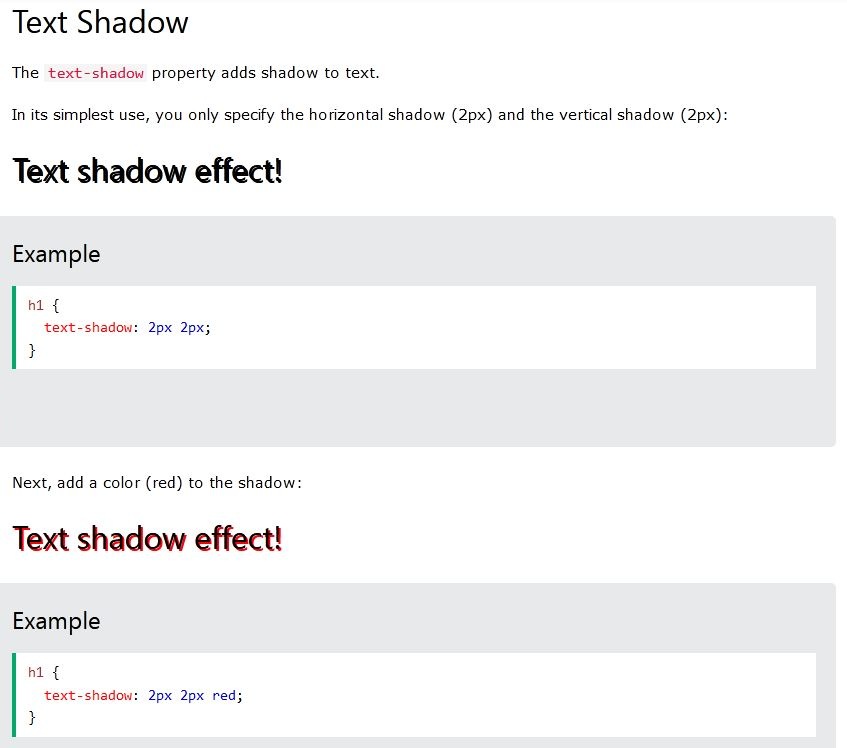 Text Shadow
The text-shadow property adds shadow to text.
In its simplest use, you only specify the horizontal shadow (2px) and the vertical shadow (2px):
Text shadow effect!
Example
h1 {
  text-shadow: 2px 2px;
}
Next, add a color (red) to the shadow:
Text shadow effect!
Example
h1 {
  text-shadow: 2px 2px red;
}